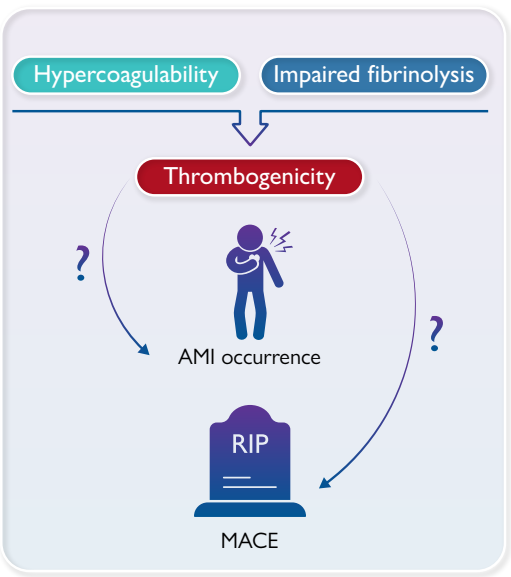 Hypercoagulability
Impaired fibrinolysis
Thrombogenicity
?
AMI occurrence
?
RIP
MACE